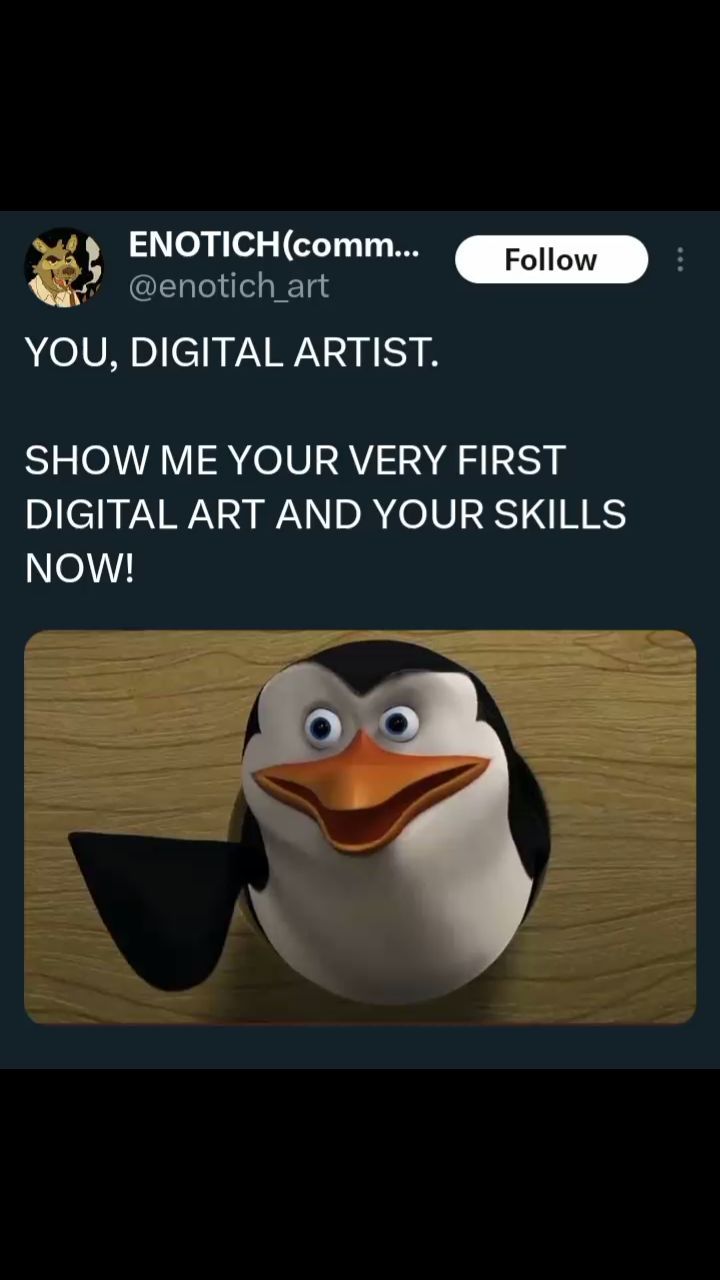 ENOTICH(comm...
@enotich_art
Follow
YOU, DIGITAL ARTIST.
SHOW ME YOUR VERY FIRST
DIGITAL ART AND YOUR SKILLS
NOW!